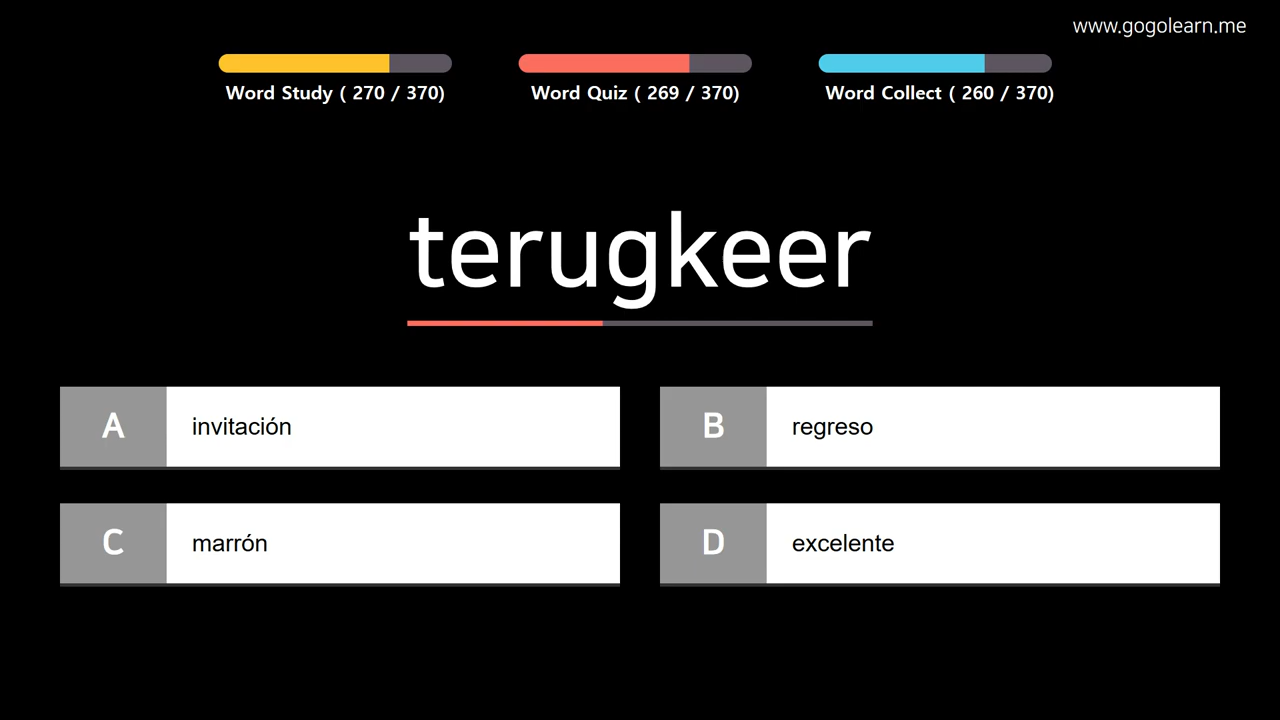 www.gogolearn.me
Word Study ( 270 / 370)
Word Quiz ( 269 / 370)
Word Collect ( 260 / 370)
terugkeer
A invitación
B regreso
C marrón
D excelente